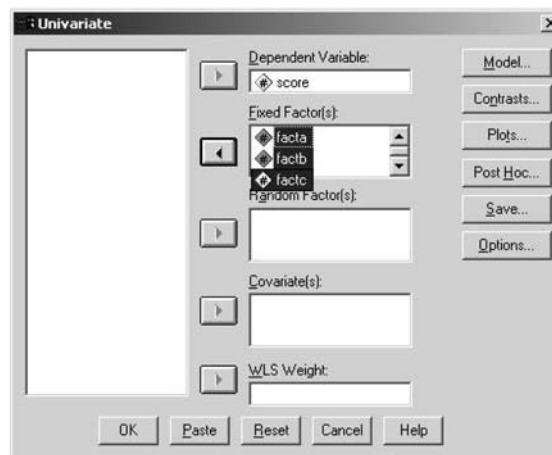 Univariate
Dependent Variable:
score
Fixed Factor(s):
facta
factb
factc
Random Factor(s):
Covariate(s):
WLS Weight:
Model...
Contrasts...
Plots...
Post Hoc...
Save...
Options...
OK
Paste
Reset
Cancel
Help